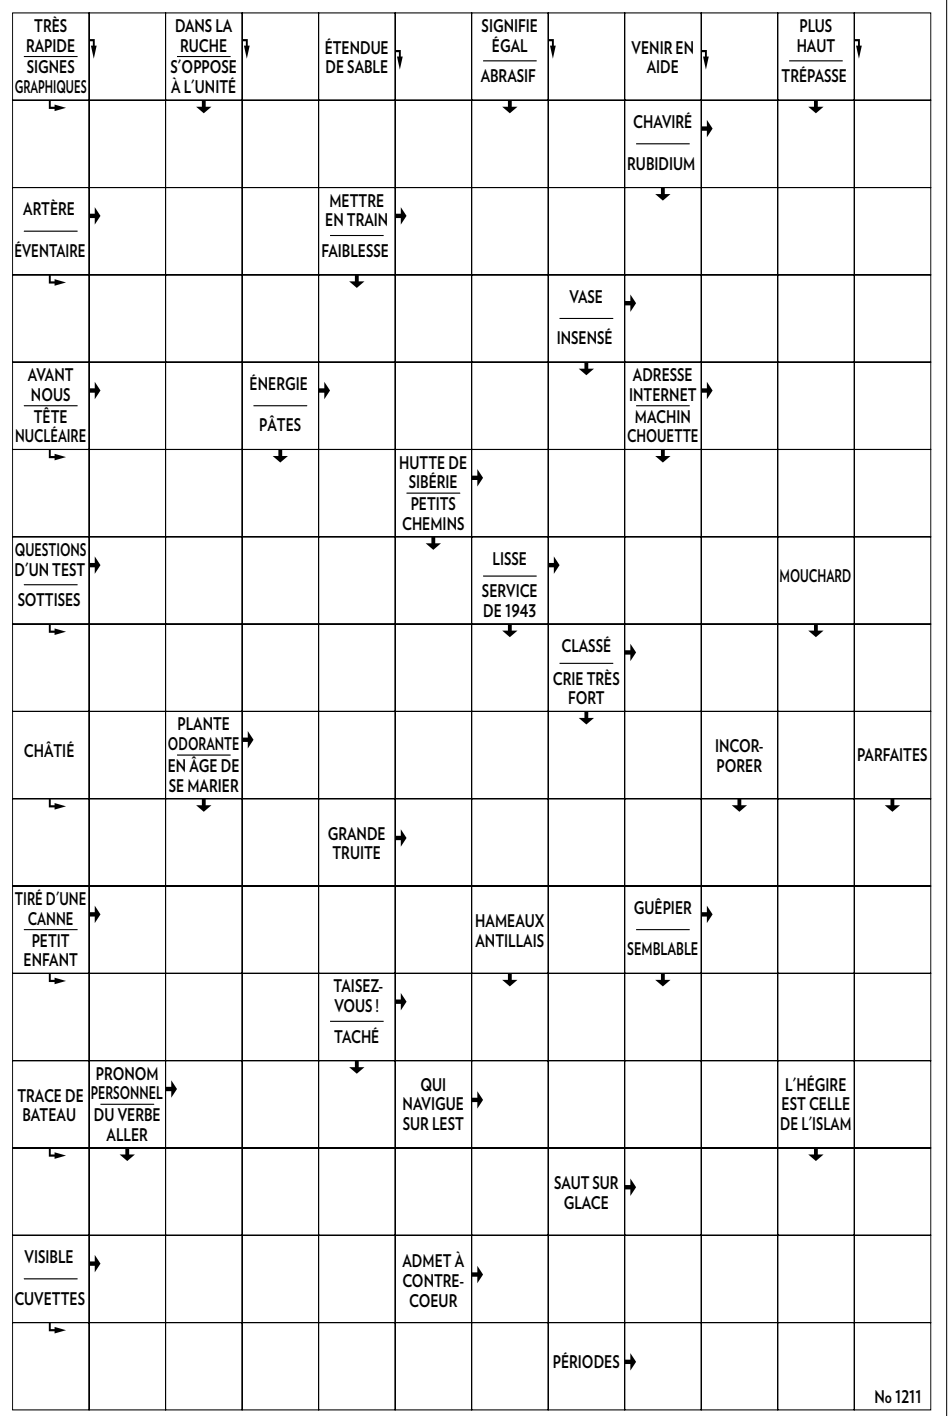 TRÈS
RAPIDE
SIGNES
GRAPHIQUES
DANS LA
RUCHE
S'OPPOSE
À L'UNITÉ
ÉTENDUE
DE SABLE
SIGNIFIE
ÉGAL
ABRASIF
VENIR EN
AIDE
PLUS
HAUT
TRÉPASSE
CHAVIRÉ
RUBIDIUM
ARTÈRE
ÉVENTAIRE
METTRE
EN TRAIN
FAIBLESSE
VASE
INSENSÉ
AVANT
NOUS
TÊTE
NUCLÉAIRE
ÉNERGIE
PÂTES
ADRESSE
INTERNET
MACHIN
CHOUETTE
HUTTE DE
SIBÉRIE
PETITS
CHEMINS
QUESTIONS
D'UN TEST
SOTTISES
LISSE
SERVICE
DE 1943
MOUCHARD
CLASSÉ
CRIE TRÈS
FORT
CHÂTIÉ
PLANTE
ODORANTE
EN ÂGE DE
SE MARIER
INCOR-
PORER
PARFAITES
GRANDE
TRUITE
TIRÉ D'UNE
CANNE
PETIT
ENFANT
HAMEAUX
ANTILLAIS
GUÊPIER
SEMBLABLE
TAISEZ-
VOUS !
TACHÉ
TRACE DE
BATEAU
PRONOM
PERSONNEL
DU VERBE
ALLER
QUI
NAVIGUE
SUR LEST
L'HÉGIRE
EST CELLE
DE L'ISLAM
SAUT SUR
GLACE
VISIBLE
CUVETTES
ADMET À
CONTRE-
COEUR
PÉRIODES
No 1211